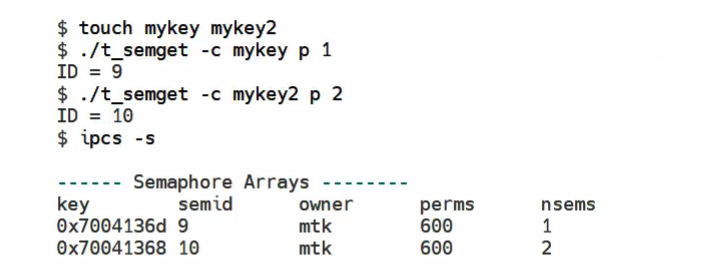 $ touch mykey mykey2
$ ./t_semget -c mykey p 1
ID = 9
$ ./t_semget -c mykey2 p 2
ID = 10
$ ipcs -s
------ Semaphore Arrays --------
key semid owner perms nsems
0x7004136d 9 mtk 600 1
0x70041368 10 mtk 600 2